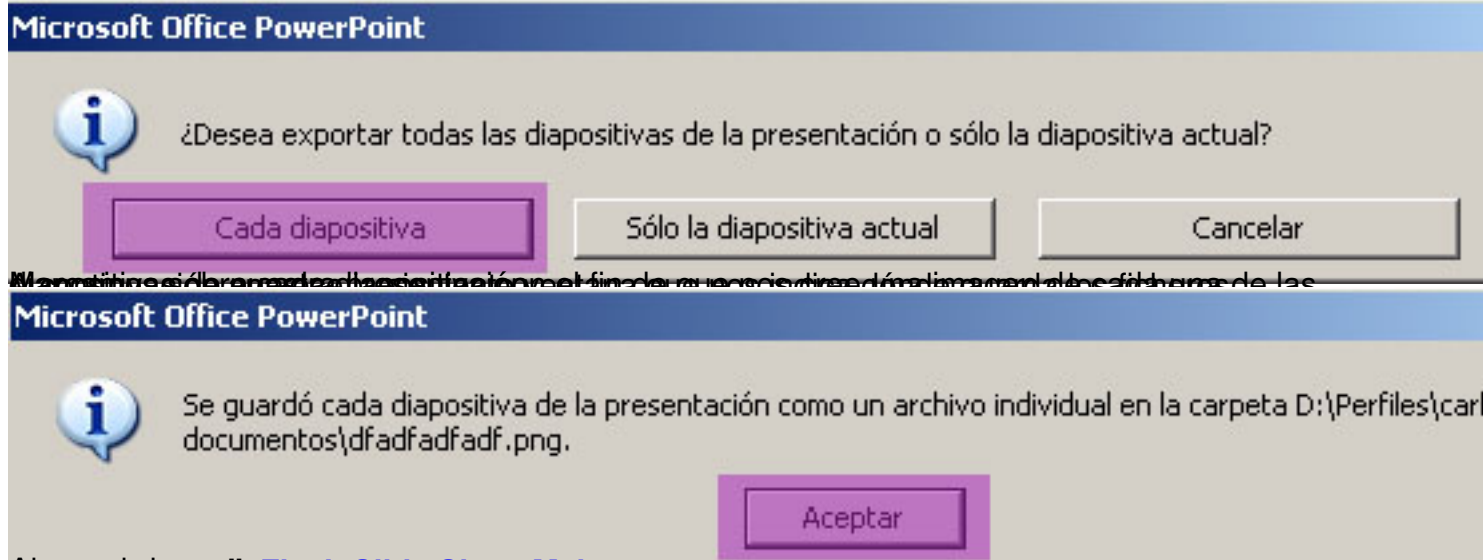 Microsoft Office PowerPoint
¿Desea exportar todas las diapositivas de la presentación o sólo la diapositiva actual?
Cada diapositiva Sólo la diapositiva actual Cancelar
de las
Microsoft Office PowerPoint
Se guardó cada diapositiva de la presentación como un archivo individual en la carpeta D:\Perfiles\carl
documentos\dfadfadfadf.png.
Aceptar